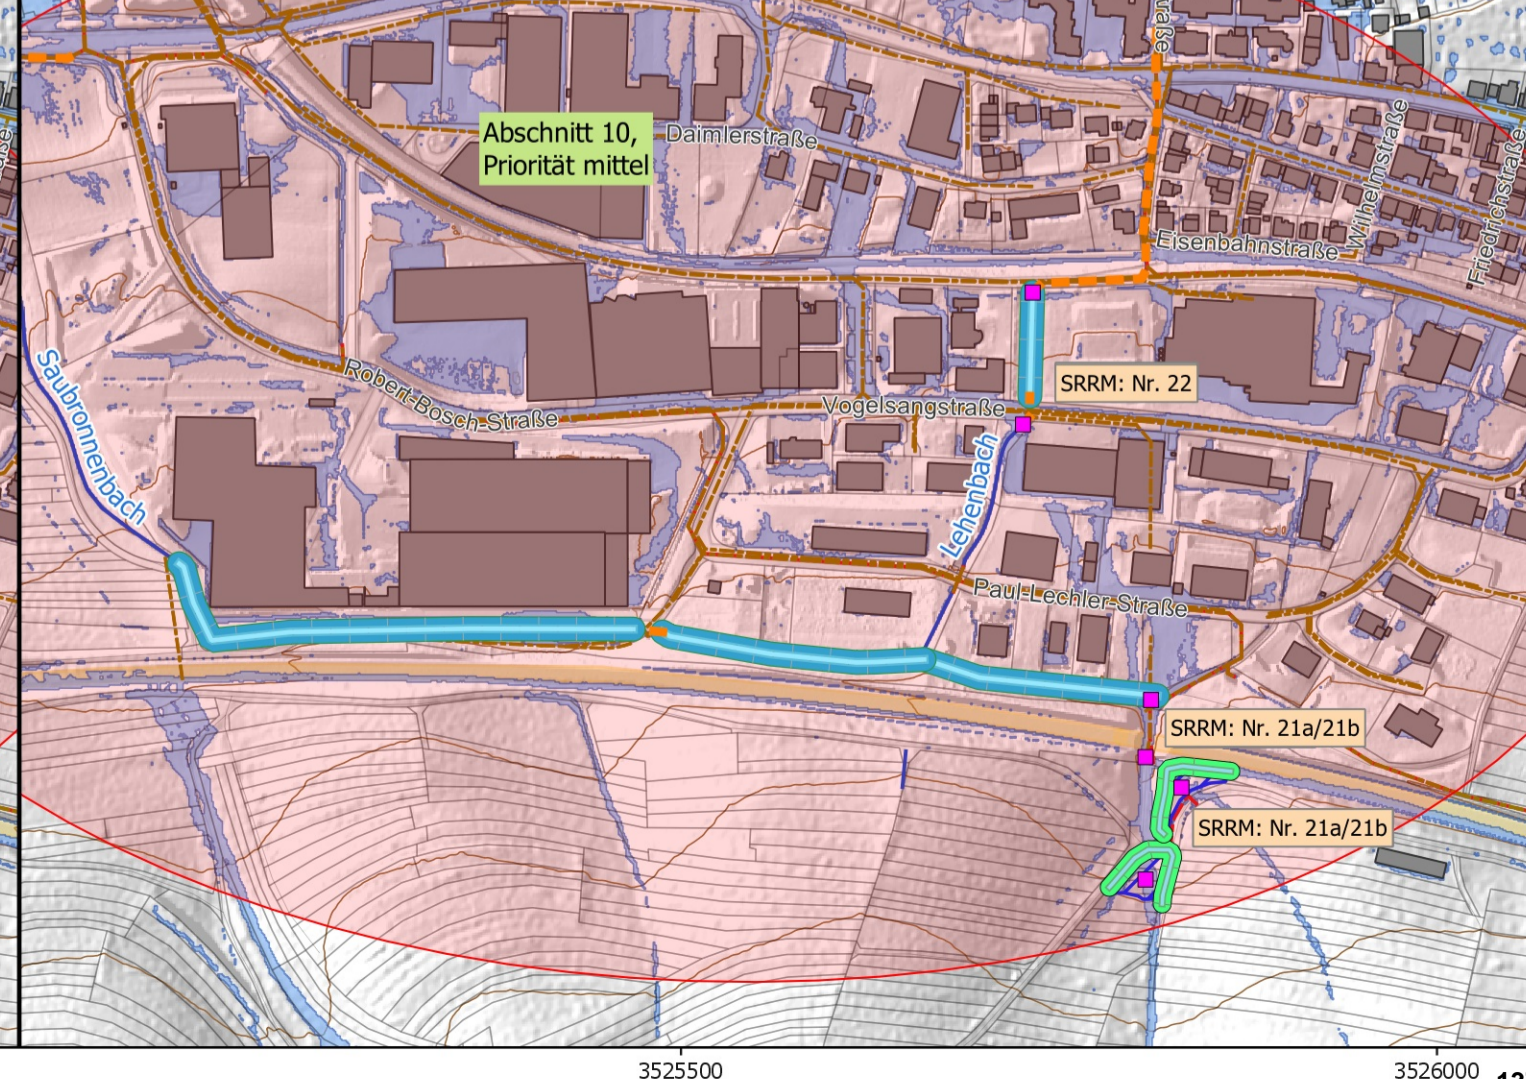 raße
Abschnitt 10,
Priorität mittel
Daimlerstraße
Wilhelmstraße
Friedrichstraße
Eisenbahnstraße
Saubronnenbach
Robert-Bosch-Straße
SRRM: Nr. 22
Vogelsangstraße
Lehenbach
Paul-Lechler-Straße
SRRM: Nr. 21a/21b
SRRM: Nr. 21a/21b
3525500
3526000